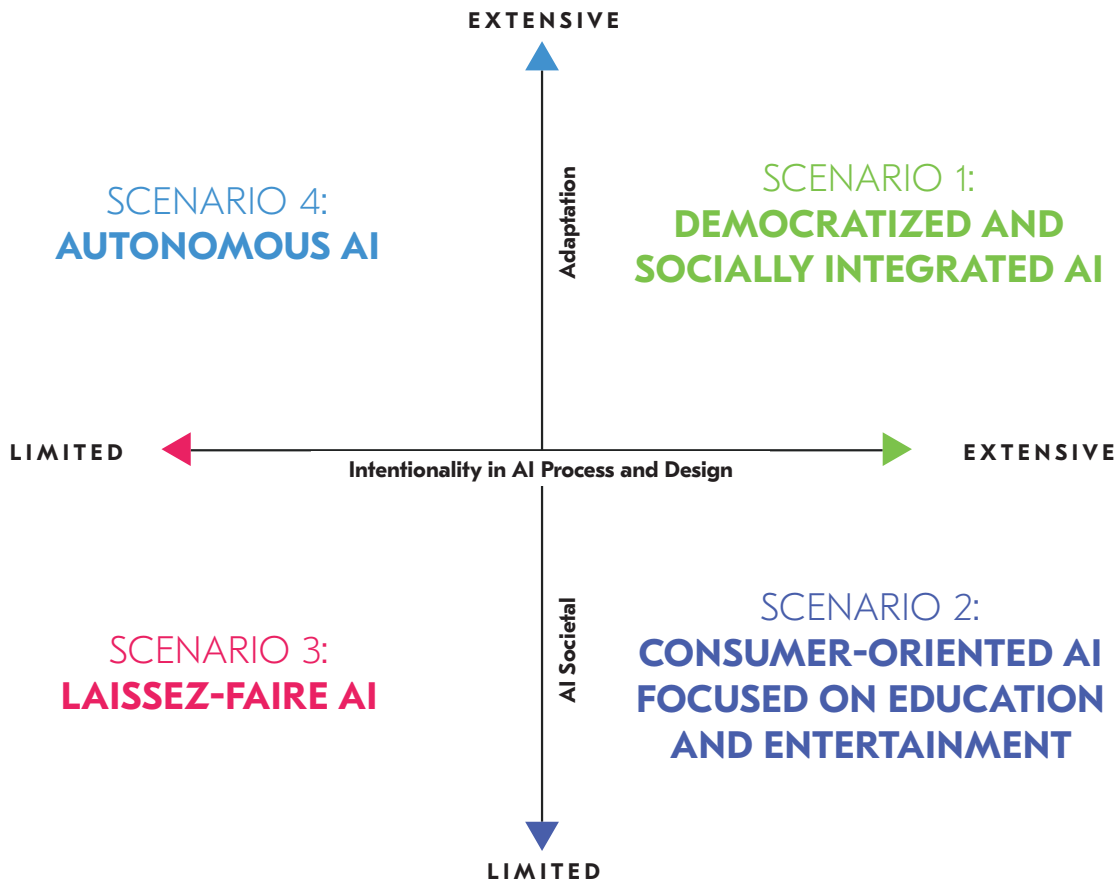 EXTENSIVE
SCENARIO 4:
AUTONOMOUS AI
Adaptation
SCENARIO 1:
DEMOCRATIZED AND
SOCIALLY INTEGRATED AI
LIMITED
EXTENSIVE
Intentionality in AI Process and Design
SCENARIO 3:
LAISSEZ-FAIRE AI
AI Societal
SCENARIO 2:
CONSUMER-ORIENTED AI
FOCUSED ON EDUCATION
AND ENTERTAINMENT
LIMITED